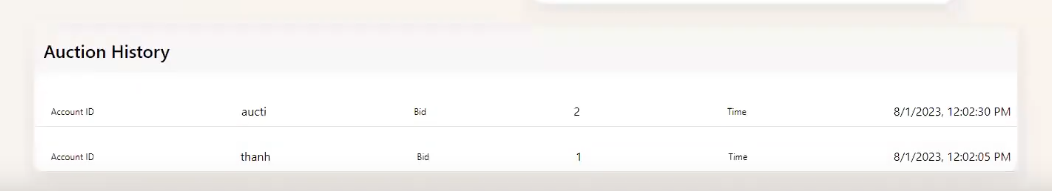 Auction History
Account ID aucti Bid 2 Time 8/1/2023, 12:02:30 PM
Account ID thanh Bid 1 Time 8/1/2023, 12:02:05 PM